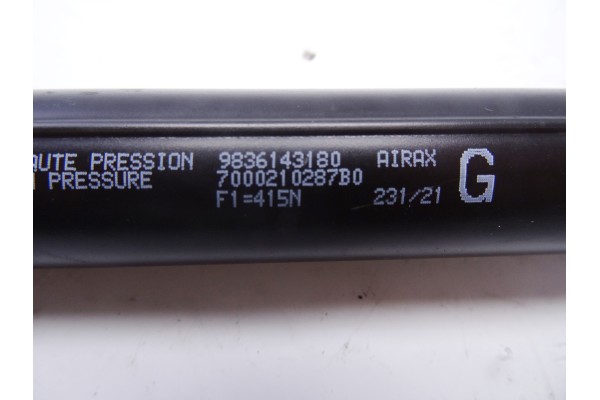 AUTE PRESSION 9836143180 AIRAX G
PRESSURE 7000210287B0
F1=415N 231/21